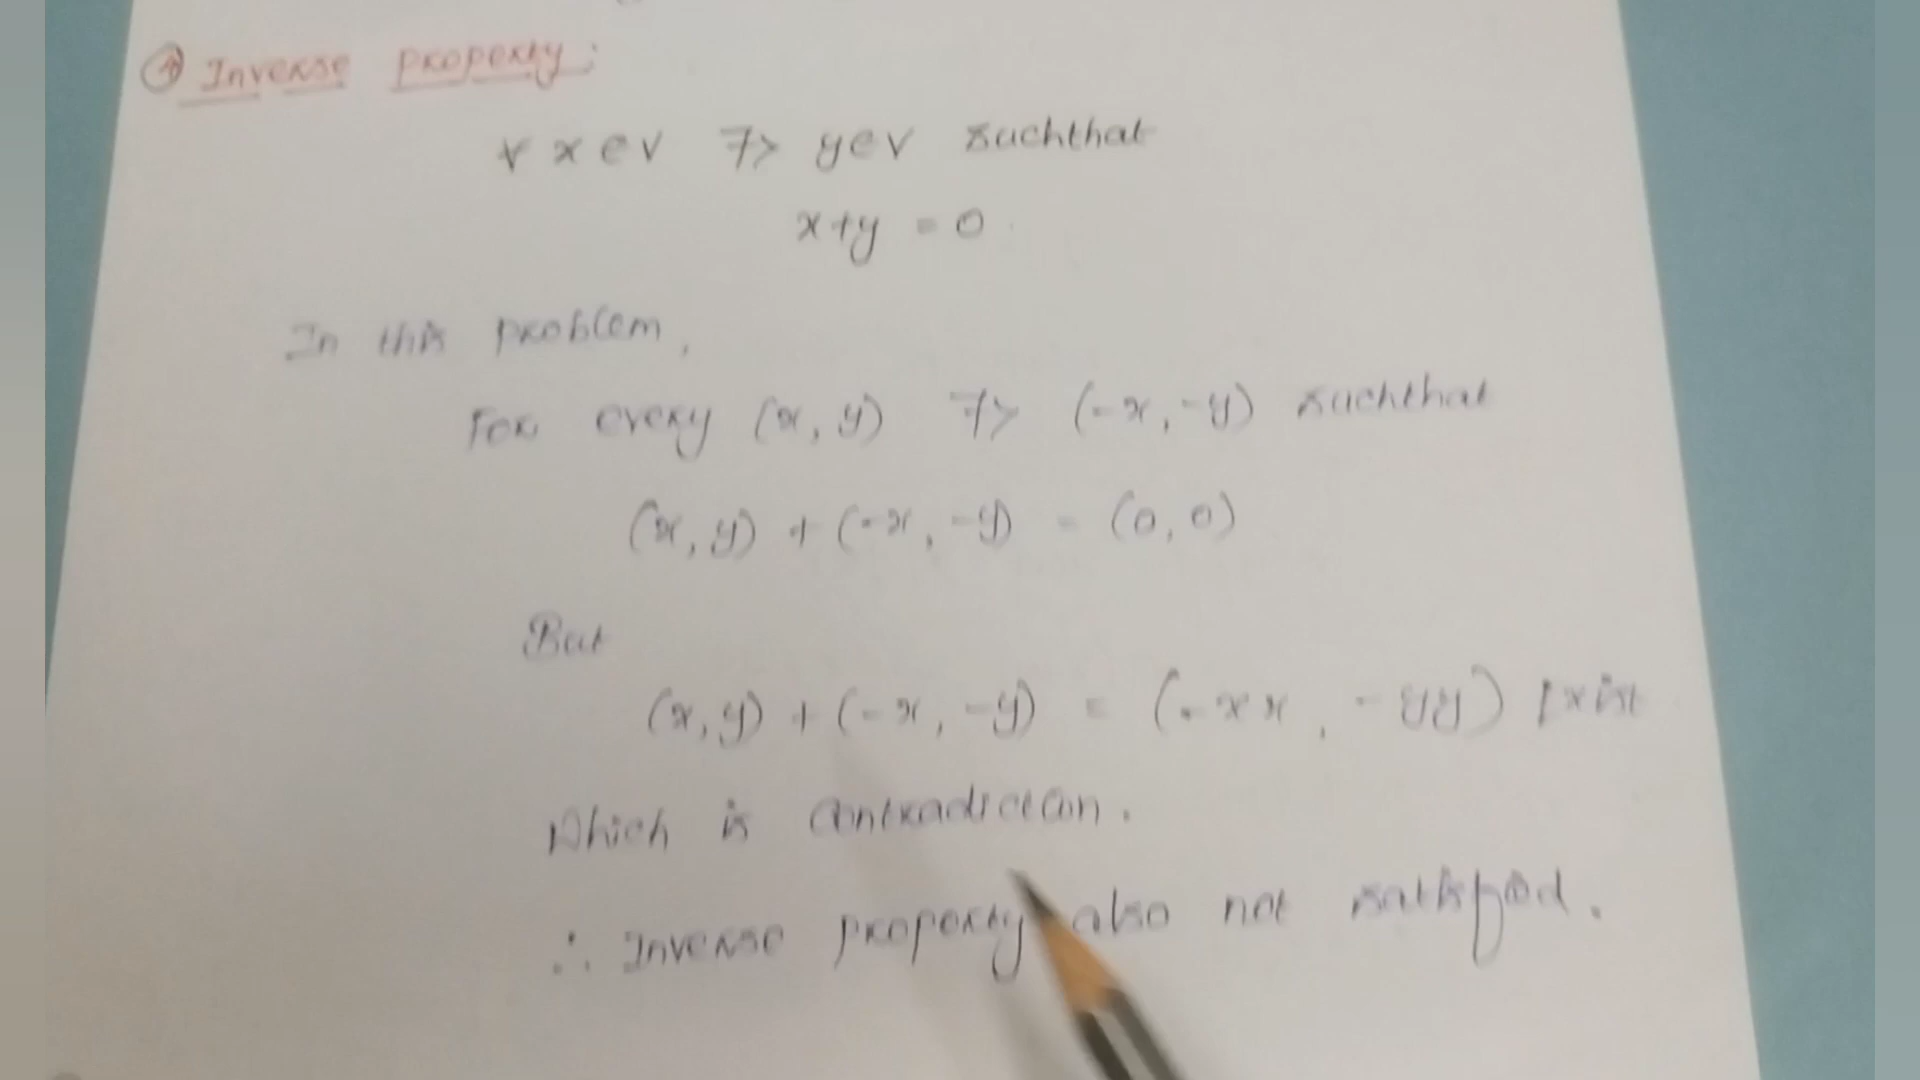 ④ Inverse property:
∀ x ∈ V ∃ y ∈ V suchthat
x+y = 0
In this problem,
For every (x, y) ∃ (-x, -y) suchthat
(x, y) + (-x, -y) = (0, 0)
But
(x, y) + (-x, -y) = (-xx, -yy) Exist
Which is Contradiction.
∴ Inverse property also not satisfied.